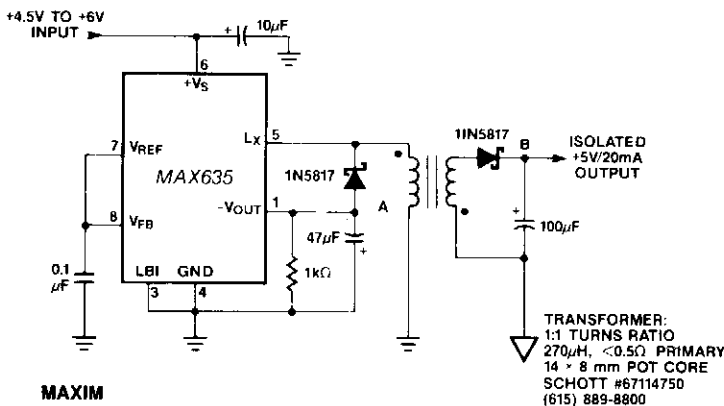 +4.5V TO +6V
INPUT
+
10µF
6
+VS
7
VREF
LX
5
MAX635
1N5817
8
VFB
-VOUT
1
A
47µF
+
1kΩ
0.1
µF
LBI
GND
3
4
1IN5817
B
ISOLATED
+5V/20mA
OUTPUT
+
100µF
TRANSFORMER:
1:1 TURNS RATIO
270µH, <0.5Ω PRIMARY
14 × 8 mm POT CORE
SCHOTT #67114750
(615) 889-8800
MAXIM